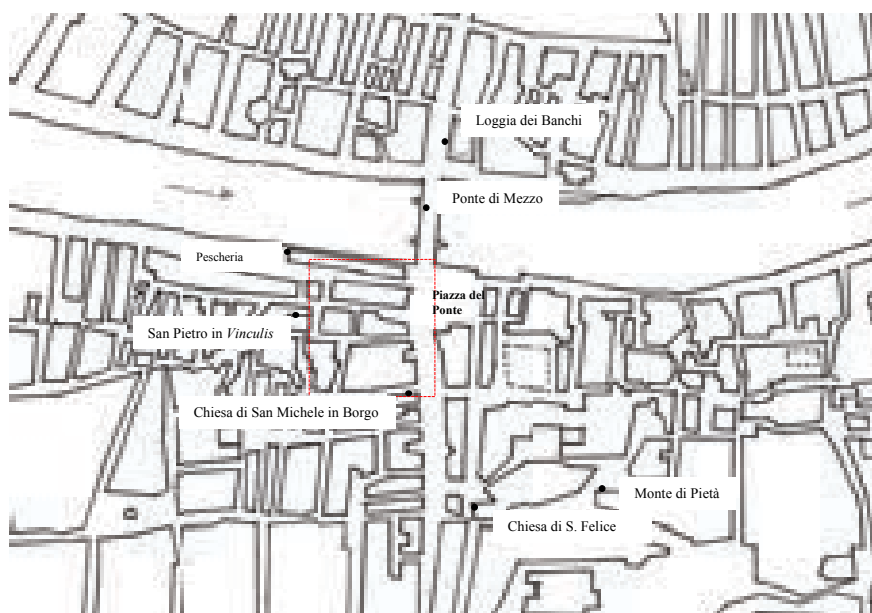 Loggia dei Banchi
Ponte di Mezzo
Pescheria
Piazza del
Ponte
San Pietro in Vinculis
Chiesa di San Michele in Borgo
Monte di Pietà
Chiesa di S. Felice